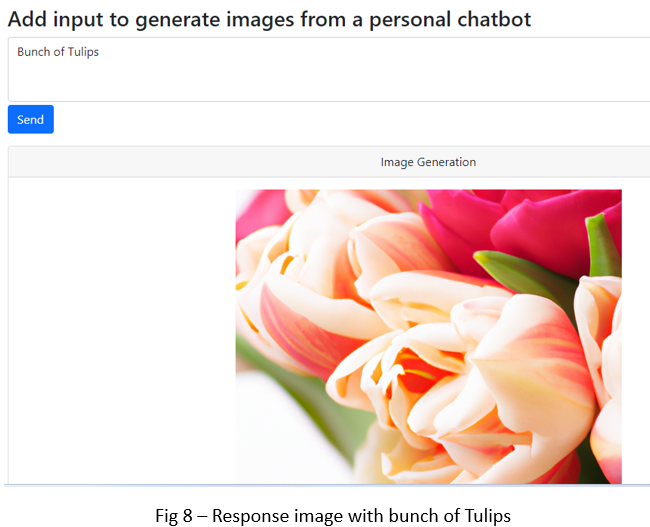 Add input to generate images from a personal chatbot
Bunch of Tulips
Send
Image Generation
Fig 8 – Response image with bunch of Tulips